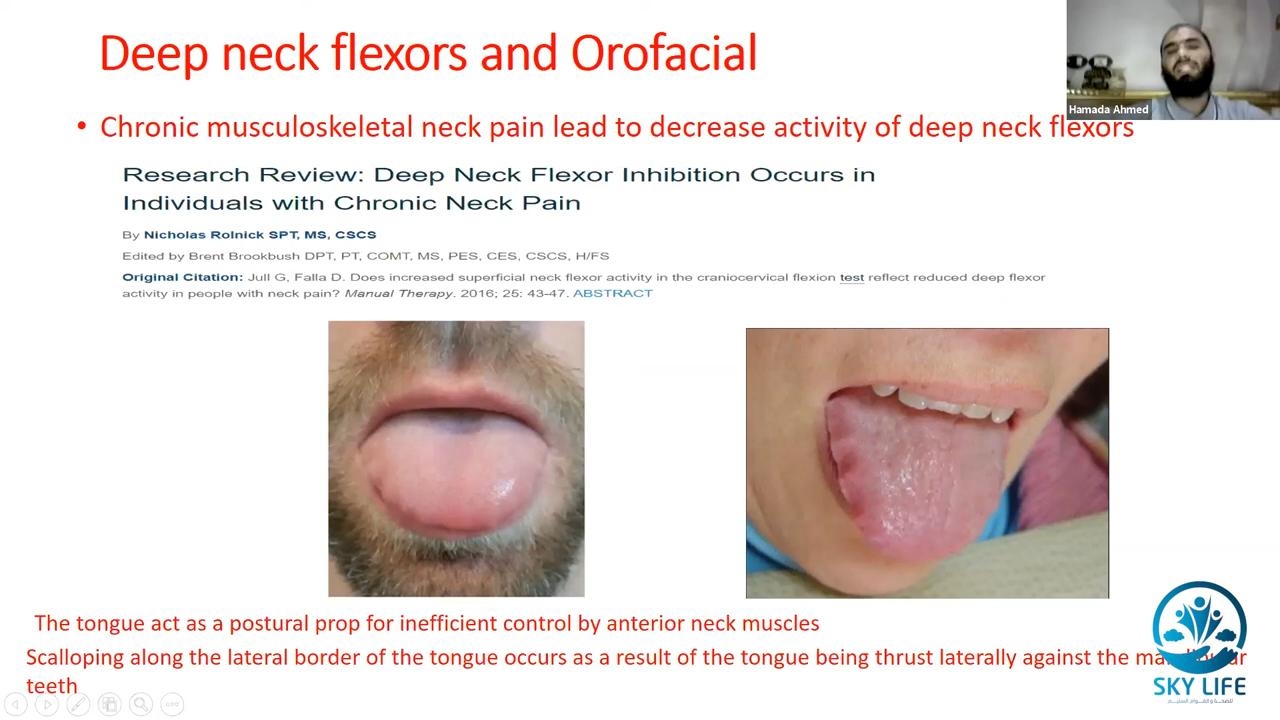 Deep neck flexors and Orofacial
Hamada Ahmed
• Chronic musculoskeletal neck pain lead to decrease activity of deep neck flexors
Research Review: Deep Neck Flexor Inhibition Occurs in
Individuals with Chronic Neck Pain
By Nicholas Rolnick SPT, MS, CSCS
Edited by Brent Brookbush DPT, PT, COMT, MS, PES, CES, CSCS, H/FS
Original Citation: Jull G, Falla D. Does increased superficial neck flexor activity in the craniocervical flexion test reflect reduced deep flexor
activity in people with neck pain? Manual Therapy. 2016; 25: 43-47. ABSTRACT
The tongue act as a postural prop for inefficient control by anterior neck muscles
Scalloping along the lateral border of the tongue occurs as a result of the tongue being thrust laterally against the
teeth
SKY LIFE